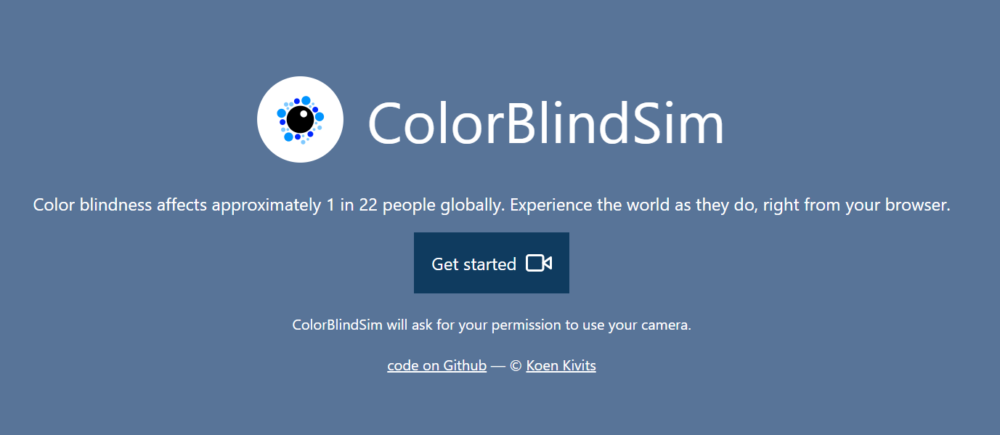 ColorBlindSim
Color blindness affects approximately 1 in 22 people globally. Experience the world as they do, right from your browser.
Get started
ColorBlindSim will ask for your permission to use your camera.
code on Github — © Koen Kivits